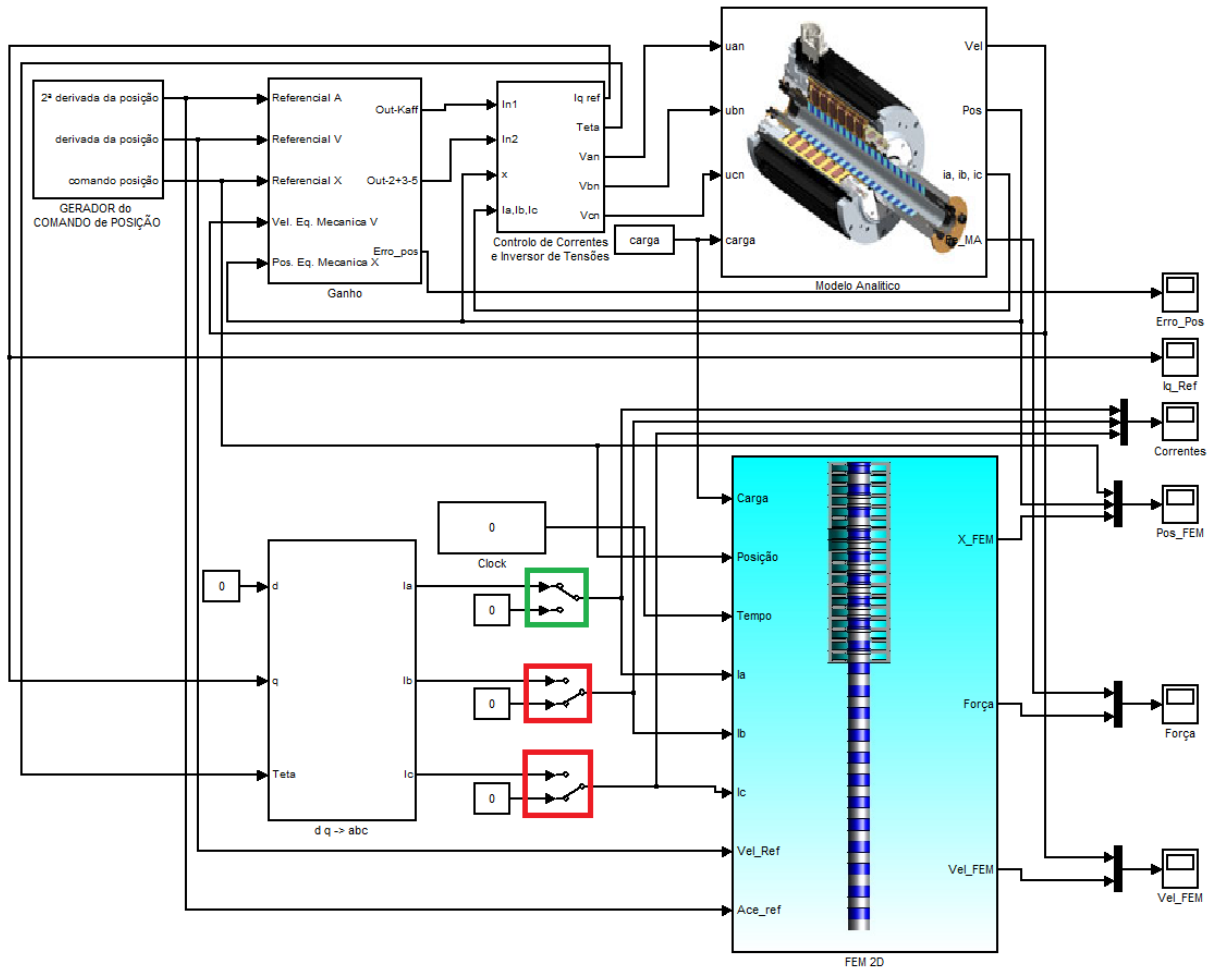 2ª derivada da posição
derivada da posição
comando posição
GERADOR do
COMANDO de POSIÇÃO
Referencial A
Referencial V
Referencial X
Vel. Eq. Mecanica V
Pos. Eq. Mecanica X
Out-Kaff
Out-2+3-5
Erro_pos
Ganho
In1
In2
x
Ia,Ib,Ic
Iq ref
Teta
Van
Vbn
Vcn
Controlo de Correntes
e Inversor de Tensões
carga
uan
ubn
ucn
carga
Vel
Pos
ia, ib, ic
_MA
Modelo Analitico
Erro_Pos
Iq_Ref
Correntes
Pos_FEM
Força
Vel_FEM
0
Clock
0
d
q
Teta
Ia
Ib
Ic
d q -> abc
0
0
0
Carga
Posição
Tempo
Ia
Ib
Ic
Vel_Ref
Ace_ref
X_FEM
Força
Vel_FEM
FEM 2D